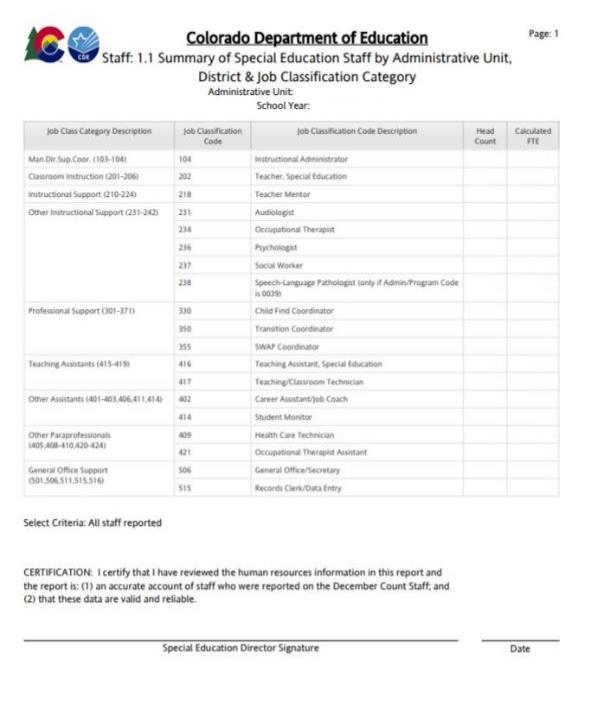 CDE
Colorado Department of Education
Page: 1
Staff: 1.1 Summary of Special Education Staff by Administrative Unit,
District & Job Classification Category
Administrative Unit:
School Year:
Job Class Category Description Job Classification Code Job Classification Code Description Head Count Calculated FTE
Man.Dir.Sup.Coor. (103-104) 104 Instructional Administrator
Classroom Instruction (201-206) 202 Teacher, Special Education
Instructional Support (210-224) 218 Teacher Mentor
Other Instructional Support (231-242) 231 Audiologist
234 Occupational Therapist
236 Psychologist
237 Social Worker
238 Speech-Language Pathologist (only if Admin/Program Code
is 0039)
Professional Support (301-371) 330 Child Find Coordinator
350 Transition Coordinator
355 SWAP Coordinator
Teaching Assistants (415-419) 416 Teaching Assistant, Special Education
417 Teaching/Classroom Technician
Other Assistants (401-403,406,411,414) 402 Career Assistant/Job Coach
414 Student Monitor
Other Paraprofessionals
(405,408-410,420-424)
409 Health Care Technician
421 Occupational Therapist Assistant
General Office Support
(501,506,511,515,516)
506 General Office/Secretary
515 Records Clerk/Data Entry
Select Criteria: All staff reported
CERTIFICATION: I certify that I have reviewed the human resources information in this report and
the report is: (1) an accurate account of staff who were reported on the December Count Staff; and
(2) that these data are valid and reliable.
Special Education Director Signature Date